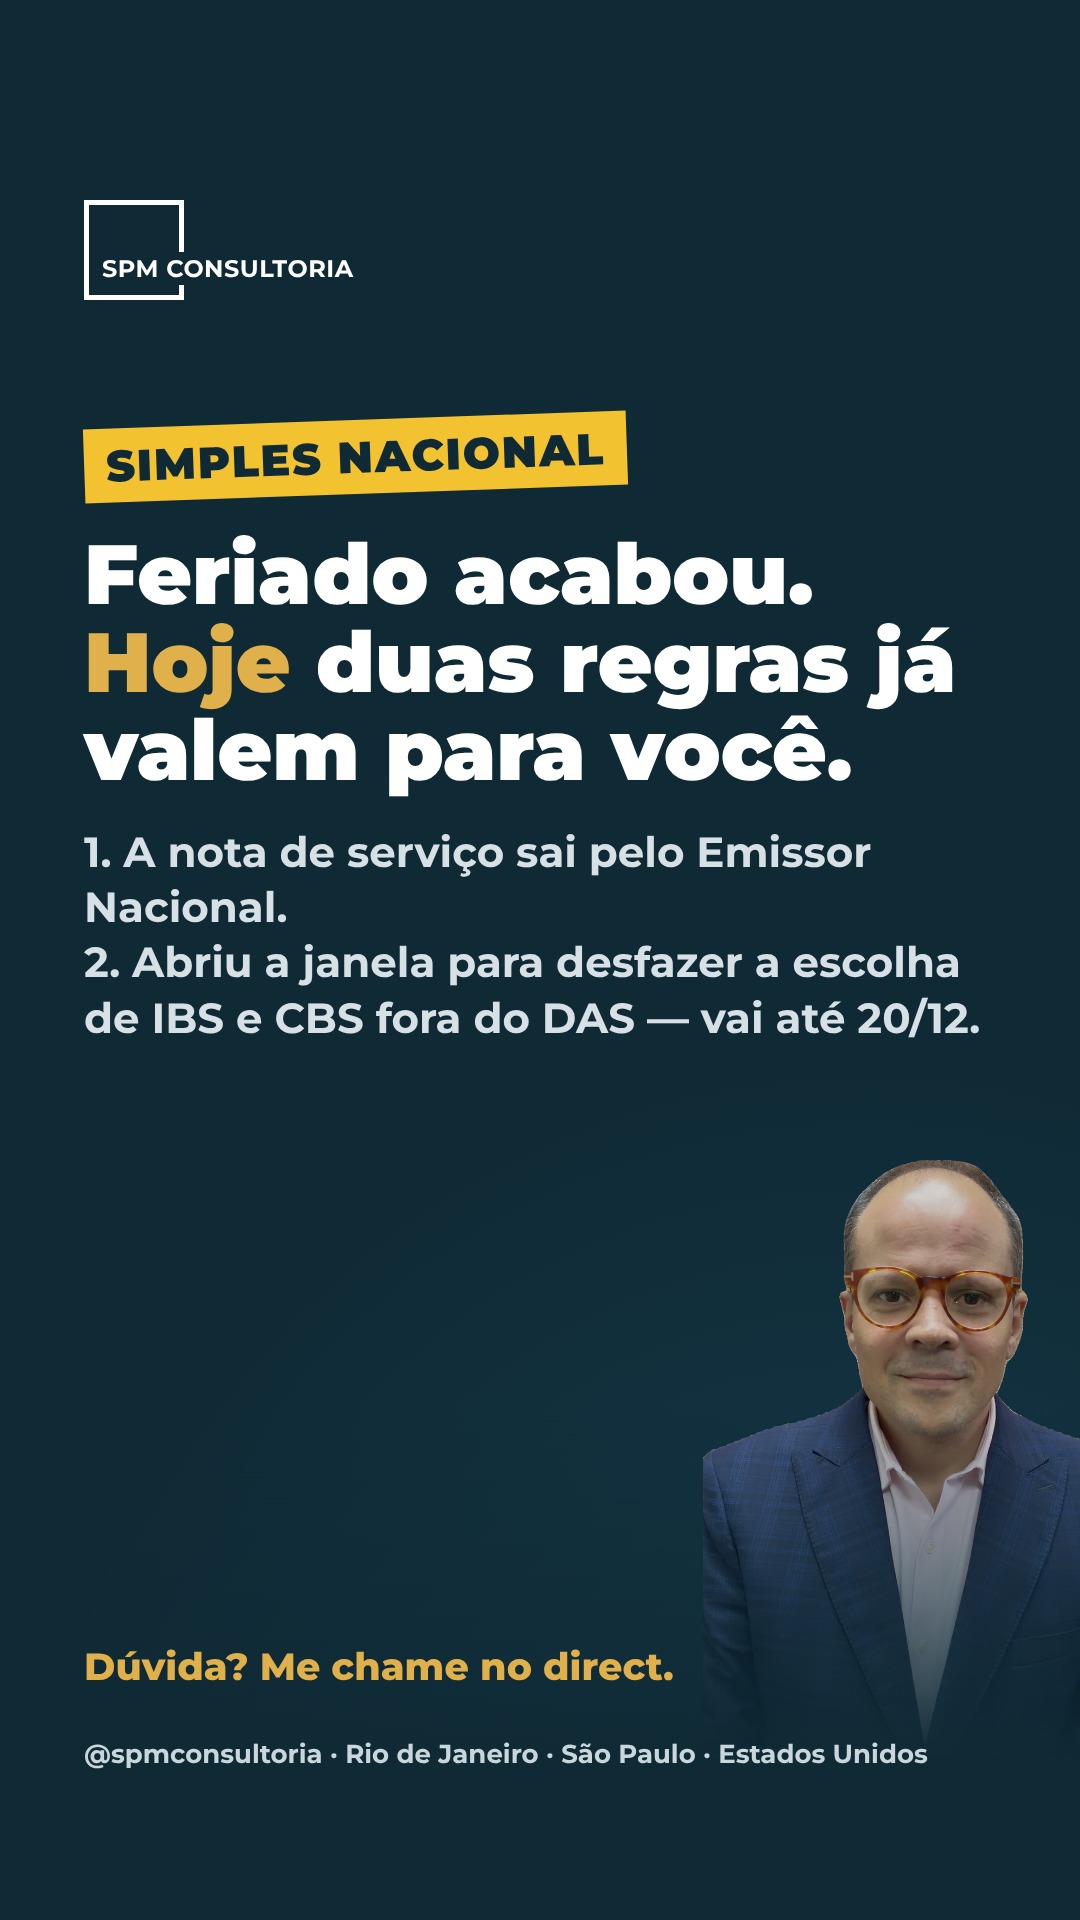 SPM CONSULTORIA
SIMPLES NACIONAL
Feriado acabou.
Hoje duas regras já
valem para você.
1. A nota de serviço sai pelo Emissor
Nacional.
2. Abriu a janela para desfazer a escolha
de IBS e CBS fora do DAS — vai até 20/12.
Dúvida? Me chame no direct.
@spmconsultoria · Rio de Janeiro · São Paulo · Estados Unidos